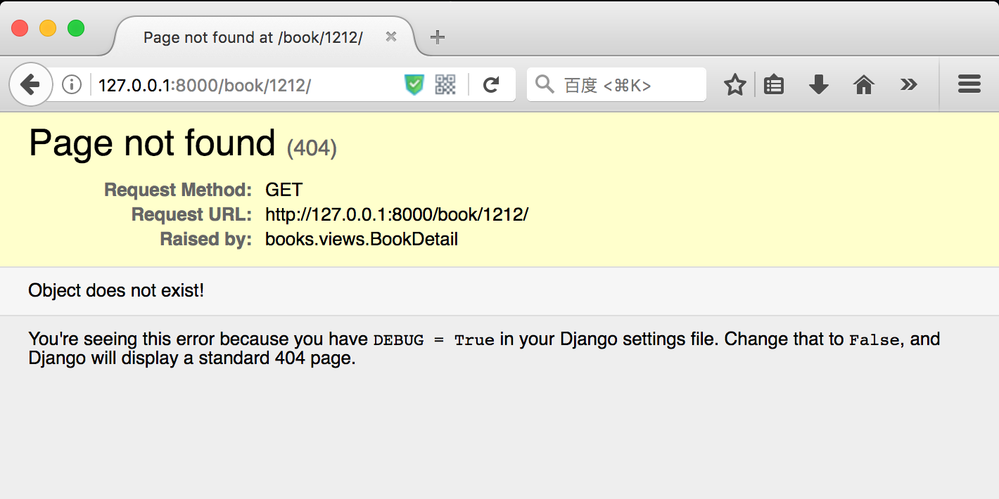 Page not found at /book/1212/
127.0.0.1:8000/book/1212/
百度 <⌘K>
Page not found (404)
Request Method: GET
Request URL: http://127.0.0.1:8000/book/1212/
Raised by: books.views.BookDetail
Object does not exist!
You're seeing this error because you have DEBUG = True in your Django settings file. Change that to False, and
Django will display a standard 404 page.